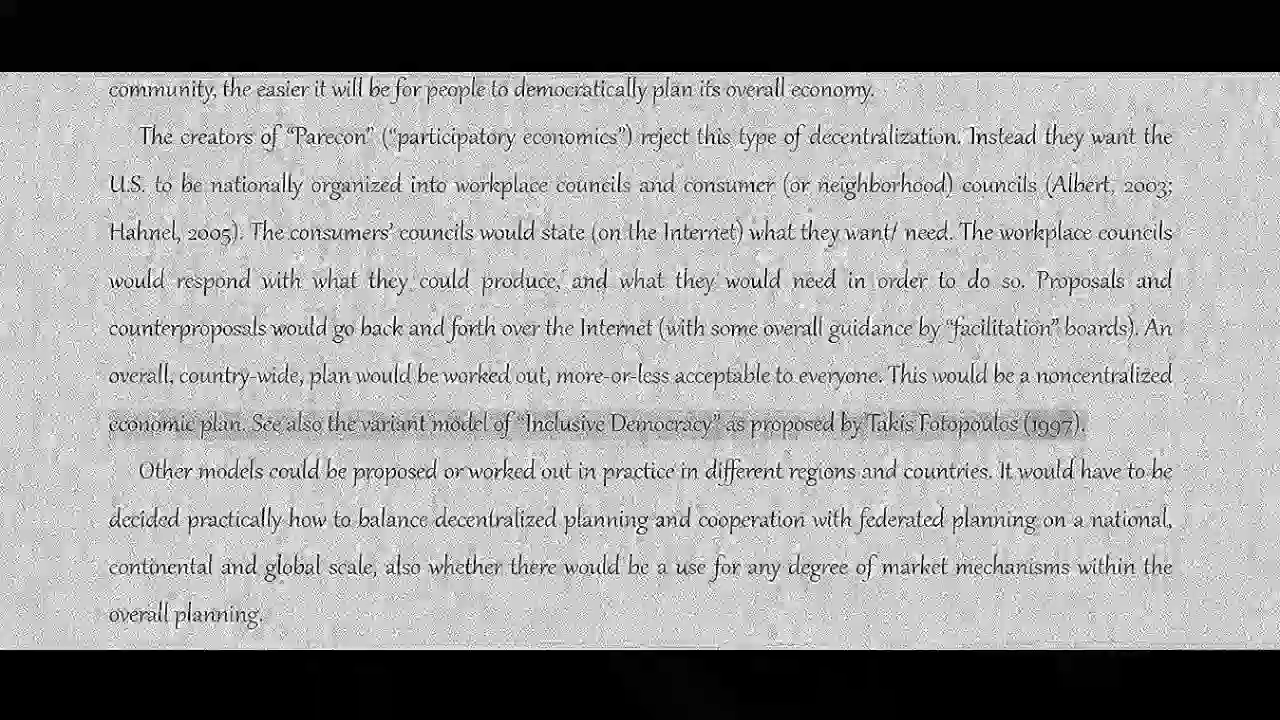 community, the easier it will be for people to democratically plan its overall economy.
The creators of “Parecon” (“participatory economics”) reject this type of decentralization. Instead they want the
U.S. to be nationally organized into workplace councils and consumer (or neighborhood) councils (Albert, 2003;
Hahnel, 2005). The consumers’ councils would state (on the Internet) what they want/ need. The workplace councils
would respond with what they could produce, and what they would need in order to do so. Proposals and
counterproposals would go back and forth over the Internet (with some overall guidance by “facilitation” boards). An
overall, country-wide, plan would be worked out, more-or-less acceptable to everyone. This would be a noncentralized
economic plan. See also the variant model of “Inclusive Democracy” as proposed by Takis Fotopoulos (1997).
Other models could be proposed or worked out in practice in different regions and countries. It would have to be
decided practically how to balance decentralized planning and cooperation with federated planning on a national,
continental and global scale, also whether there would be a use for any degree of market mechanisms within the
overall planning.